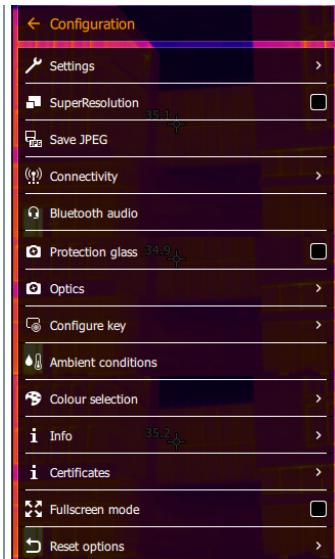 Configuration
Settings
SuperResolution
35.1
JPG
Save JPEG
Connectivity
Bluetooth audio
Protection glass
34.9
Optics
Configure key
Ambient conditions
Colour selection
Info
35.2
Certificates
Fullscreen mode
Reset options